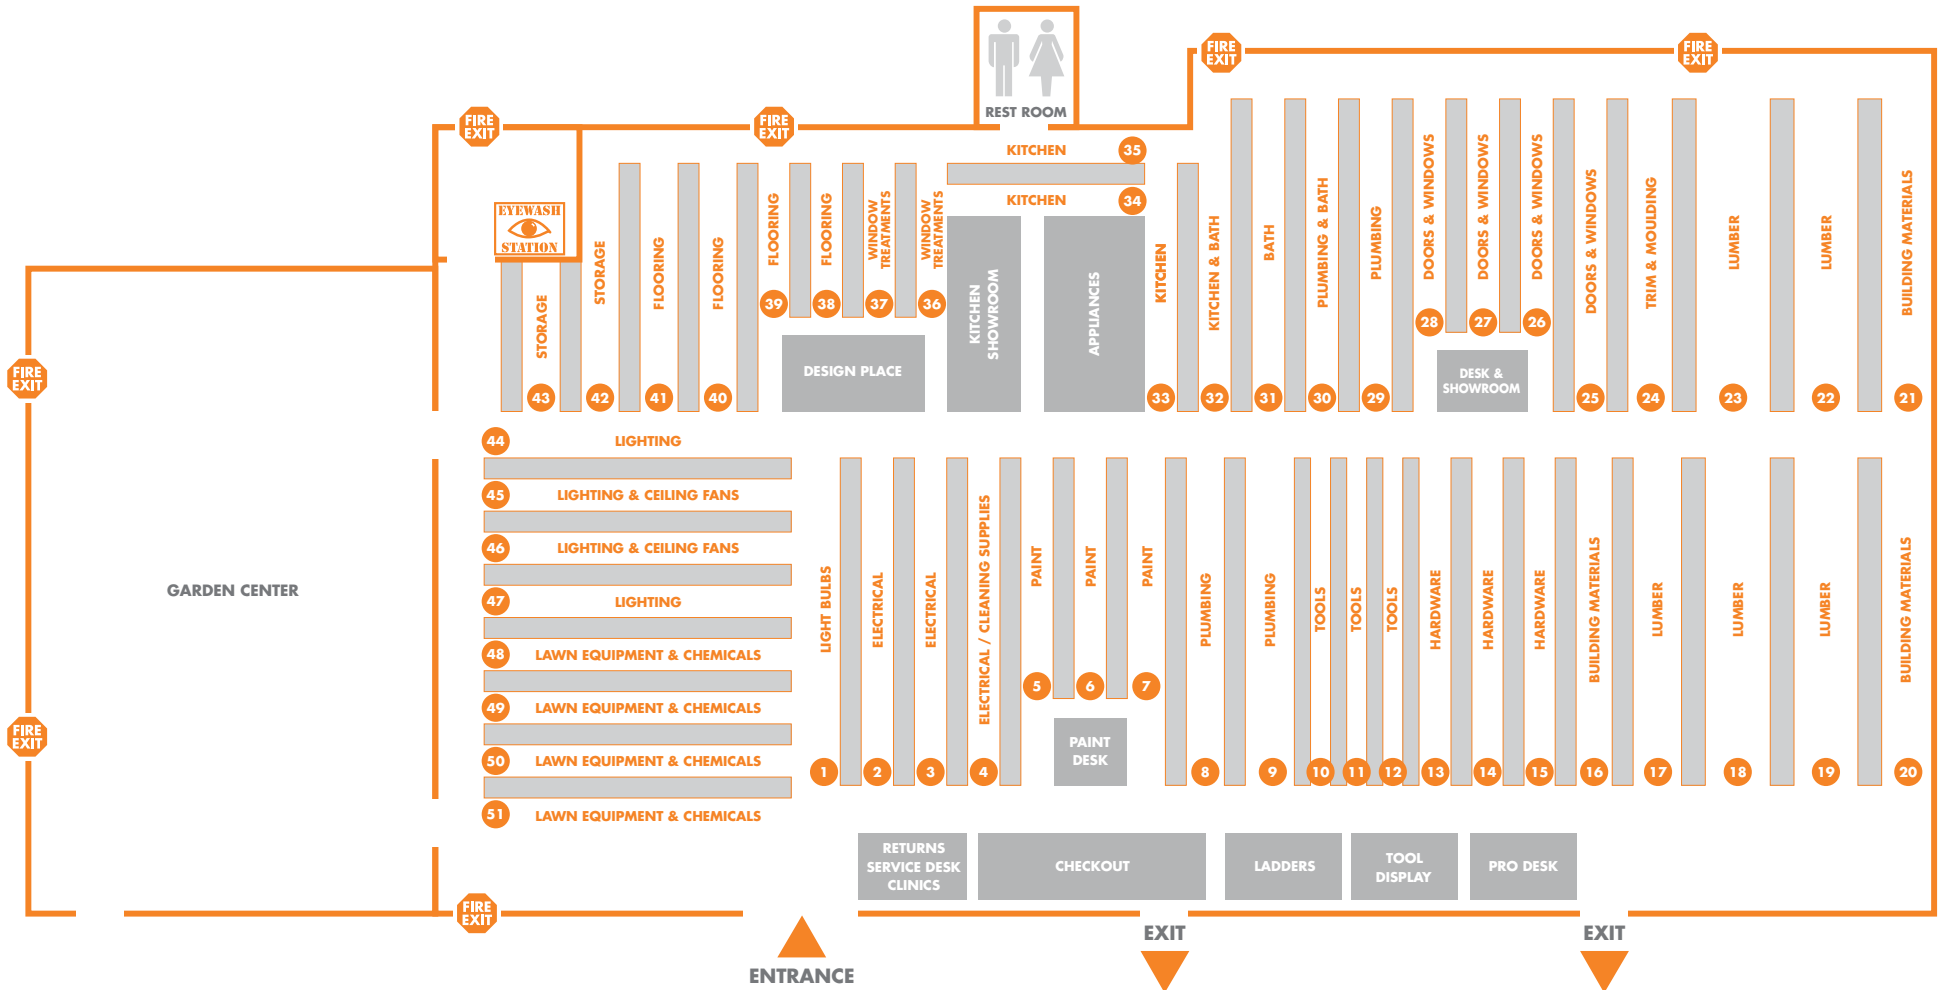 FIRE
EXIT
FIRE
EXIT
FIRE
EXIT
FIRE
EXIT
REST ROOM
KITCHEN
35
KITCHEN
34
EYEWASH
STATION
STORAGE
43
STORAGE
42
FLOORING
41
FLOORING
40
FLOORING
39
FLOORING
38
WINDOW
TREATMENTS
37
WINDOW
TREATMENTS
36
DESIGN PLACE
KITCHEN
SHOWROOM
APPLIANCES
KITCHEN
33
KITCHEN & BATH
32
BATH
31
PLUMBING & BATH
30
PLUMBING
29
DOORS & WINDOWS
28
DOORS & WINDOWS
27
DOORS & WINDOWS
26
DESK &
SHOWROOM
DOORS & WINDOWS
25
TRIM & MOULDING
24
LUMBER
23
LUMBER
22
BUILDING MATERIALS
21
FIRE
EXIT
FIRE
EXIT
GARDEN CENTER
44
LIGHTING
45
LIGHTING & CEILING FANS
46
LIGHTING & CEILING FANS
47
LIGHTING
48
LAWN EQUIPMENT & CHEMICALS
49
LAWN EQUIPMENT & CHEMICALS
50
LAWN EQUIPMENT & CHEMICALS
51
LAWN EQUIPMENT & CHEMICALS
LIGHT BULBS
1
ELECTRICAL
2
ELECTRICAL
3
ELECTRICAL / CLEANING SUPPLIES
4
PAINT
5
PAINT
6
PAINT
7
PAINT
DESK
PLUMBING
8
PLUMBING
9
TOOLS
10
TOOLS
11
TOOLS
12
HARDWARE
13
HARDWARE
14
HARDWARE
15
BUILDING MATERIALS
16
LUMBER
17
LUMBER
18
LUMBER
19
BUILDING MATERIALS
20
RETURNS
SERVICE DESK
CLINICS
CHECKOUT
LADDERS
TOOL
DISPLAY
PRO DESK
FIRE
EXIT
ENTRANCE
EXIT
EXIT